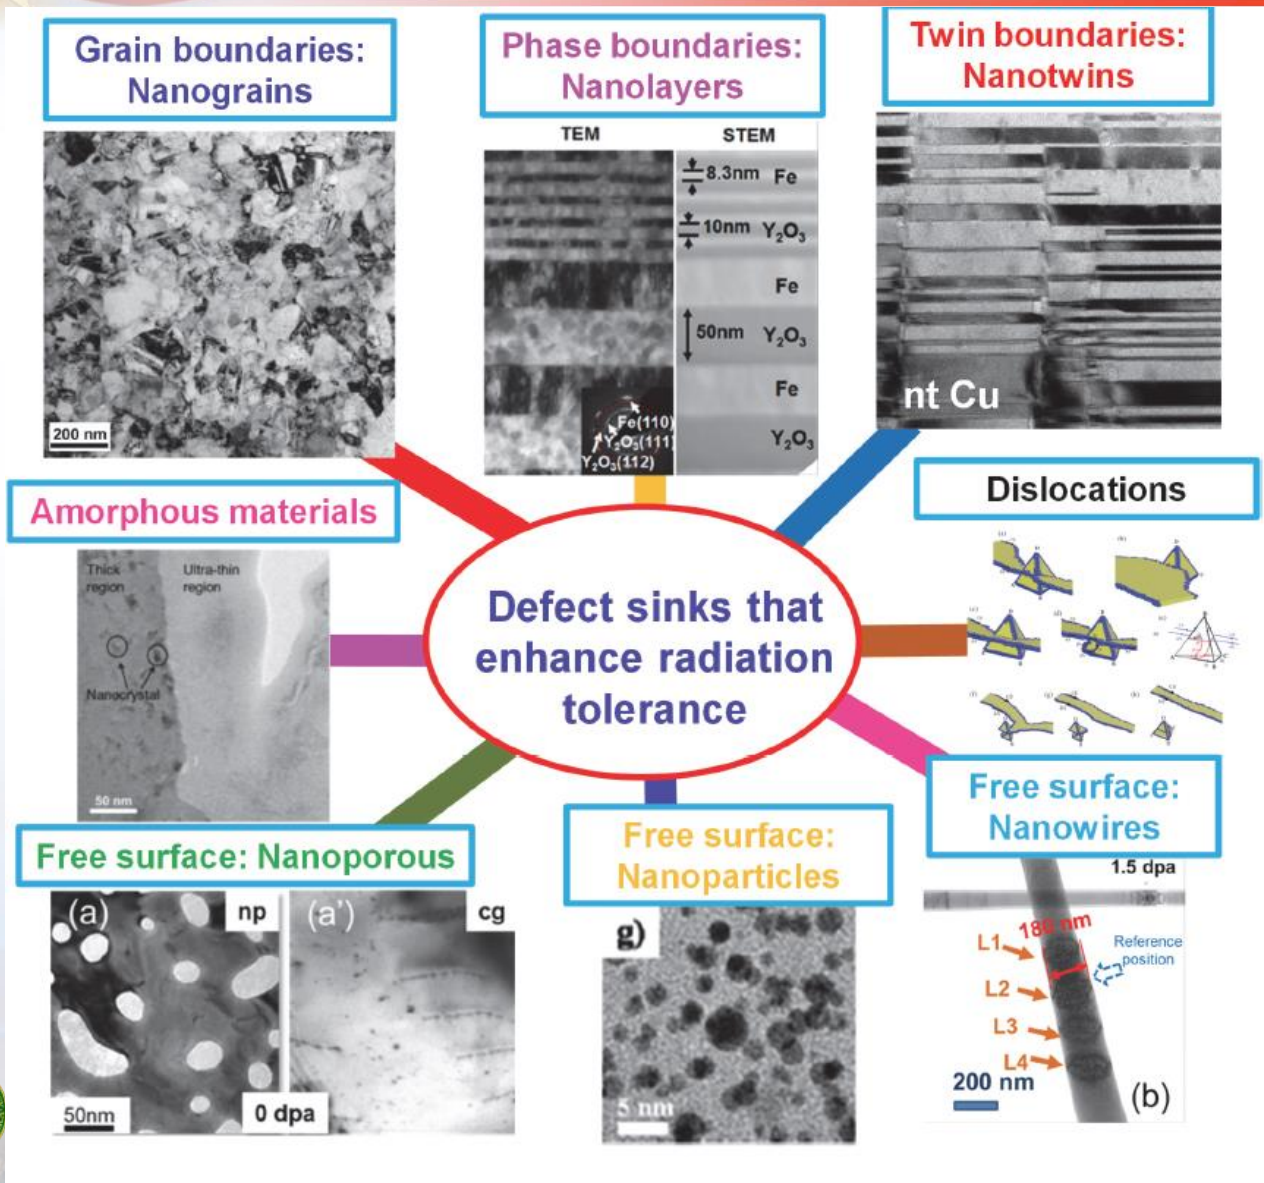 Grain boundaries:
Nanograins
200 nm
Phase boundaries:
Nanolayers
TEM
STEM
8.3nm Fe
10nm Y₂O₃
Fe
50nm Y₂O₃
Fe
Y₂O₃
Fe(110)
Y₂O₃(111)
Y₂O₃(112)
Twin boundaries:
Nanotwins
nt Cu
Amorphous materials
Thick
region
Ultra-thin
region
Nanocrystal
50 nm
Defect sinks that
enhance radiation
tolerance
Dislocations
Free surface: Nanoporous
(a)
np
(a')
cg
50nm
0 dpa
Free surface:
Nanoparticles
g)
5 nm
Free surface:
Nanowires
1.5 dpa
180 nm
L1
Reference
position
L2
L3
L4
200 nm
(b)